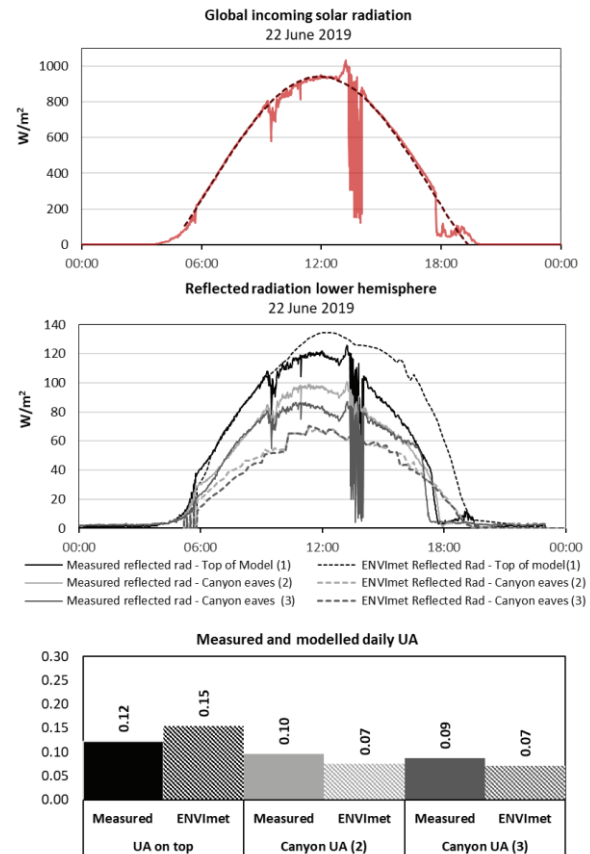 Global incoming solar radiation
22 June 2019
W/m²
1000
800
600
400
200
0
00:00 06:00 12:00 18:00 00:00
Reflected radiation lower hemisphere
22 June 2019
W/m²
140
120
100
80
60
40
20
0
00:00 06:00 12:00 18:00 00:00
Measured reflected rad - Top of Model (1) ENVImet Reflected Rad - Top of model(1)
Measured reflected rad - Canyon eaves (2) ENVImet Reflected Rad - Canyon eaves (2)
Measured reflected rad - Canyon eaves (3) ENVImet Reflected Rad - Canyon eaves (3)
Measured and modelled daily UA
0.30
0.25
0.20
0.15
0.10
0.05
0.00
0.12 0.15 0.10 0.07 0.09 0.07
Measured ENVImet Measured ENVImet Measured ENVImet
UA on top Canyon UA (2) Canyon UA (3)